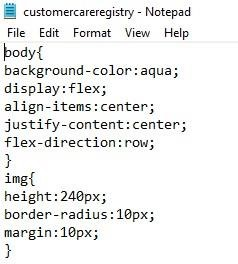 customercareregistry - Notepad
File Edit Format View Help
body{
background-color:aqua;
display:flex;
align-items:center;
justify-content:center;
flex-direction:row;
}
img{
height:240px;
border-radius:10px;
margin:10px;
}